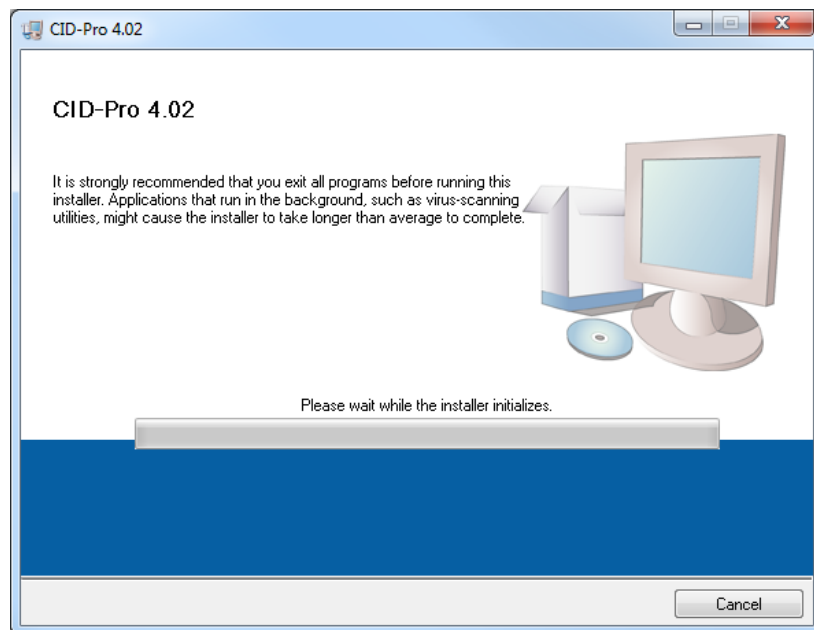 CID-Pro 4.02
CID-Pro 4.02
It is strongly recommended that you exit all programs before running this
installer. Applications that run in the background, such as virus-scanning
utilities, might cause the installer to take longer than average to complete.
Please wait while the installer initializes.
Cancel